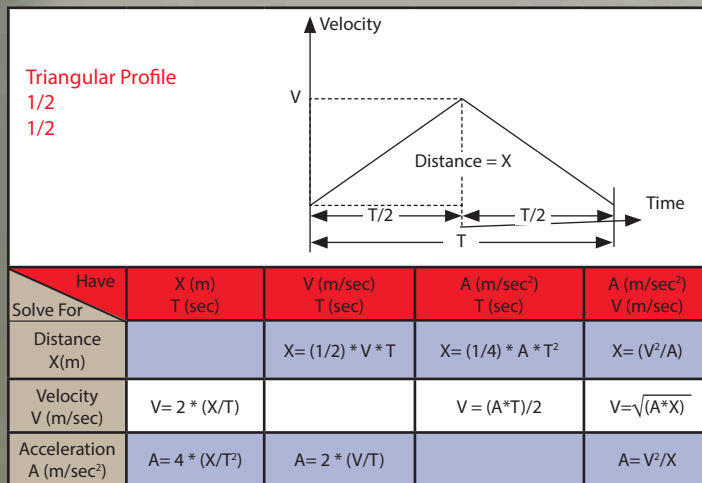 Velocity
Triangular Profile
1/2
1/2
V
Distance = X
Time
T/2 T/2
T
Have X (m) V (m/sec) A (m/sec²) A (m/sec²)
Solve For T (sec) T (sec) T (sec) V (m/sec)
Distance
X(m) X= (1/2) * V * T X= (1/4) * A * T² X= (V²/A)
Velocity
V (m/sec) V= 2 * (X/T) V = (A*T)/2 V=√(A*X)
Acceleration
A (m/sec²) A= 4 * (X/T²) A= 2 * (V/T) A= V²/X